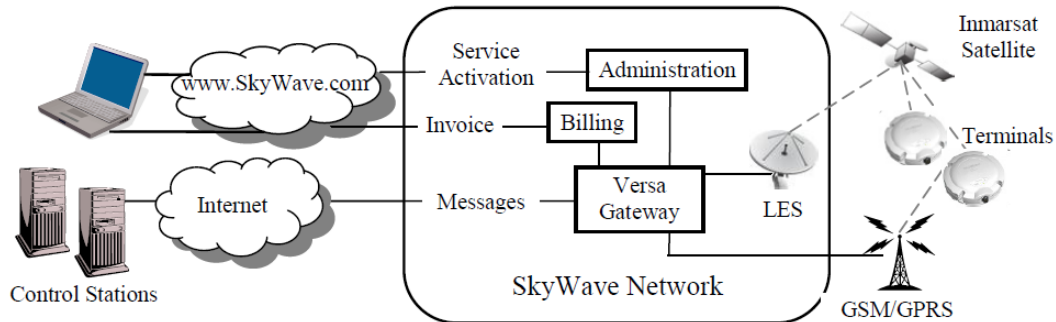 Service
Activation
Administration
Inmarsat
Satellite
www.SkyWave.com
Invoice
Billing
Terminals
Internet
Messages
Versa
Gateway
LES
Control Stations
SkyWave Network
GSM/GPRS